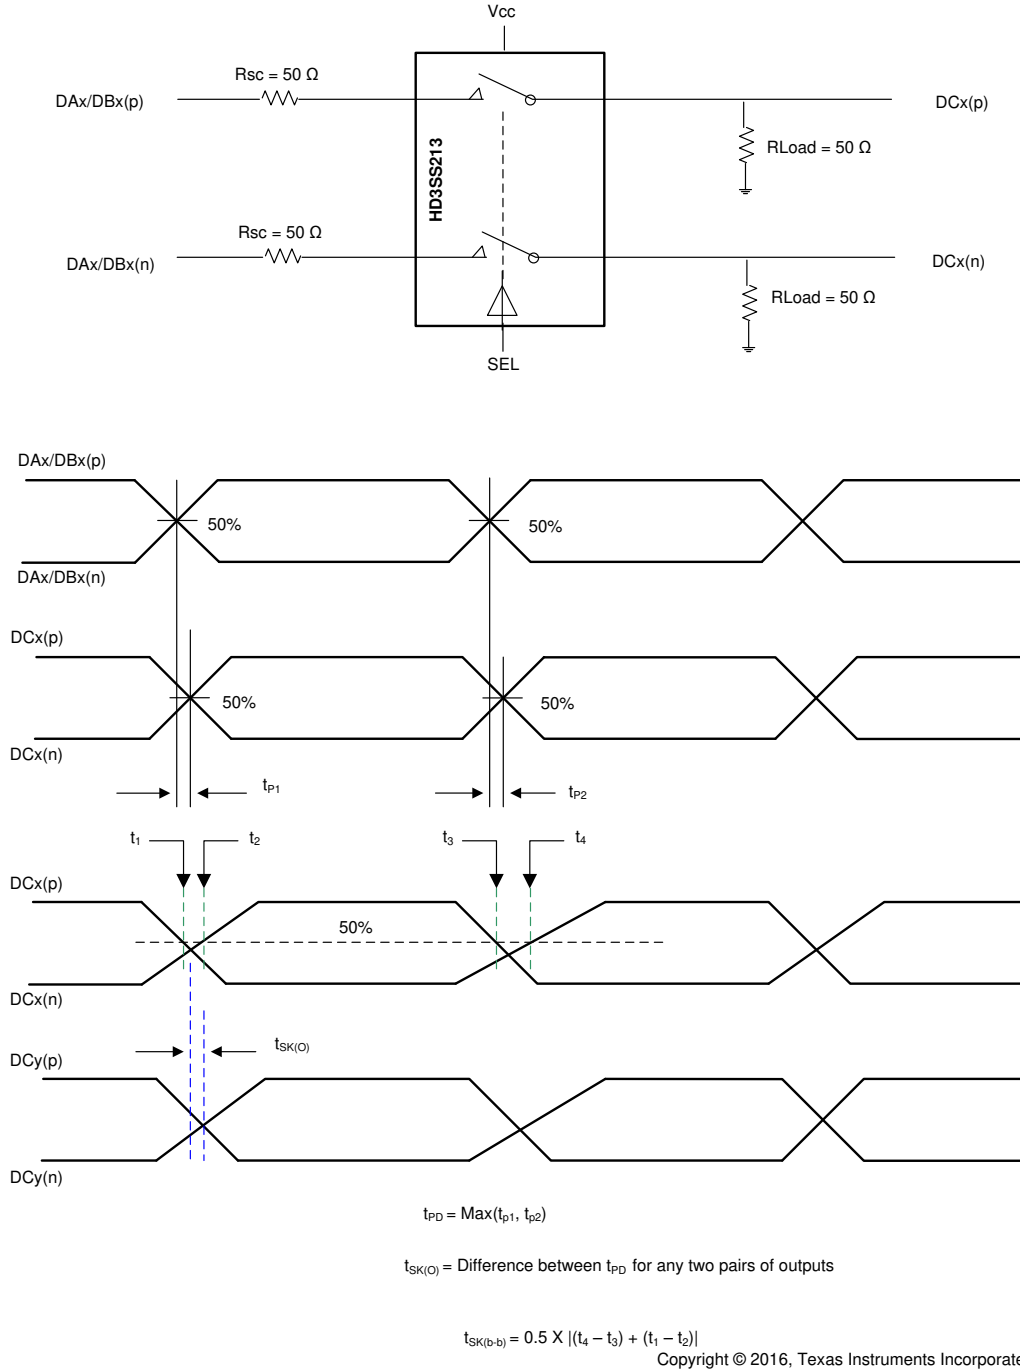 Vcc
Rsc = 50 Ω
DAx/DBx(p)
DCx(p)
RLoad = 50 Ω
HD3SS213
Rsc = 50 Ω
DAx/DBx(n)
DCx(n)
RLoad = 50 Ω
SEL
DAx/DBx(p)
50%
50%
DAx/DBx(n)
DCx(p)
50%
50%
DCx(n)
tP1
tP2
t1
t2
t3
t4
DCx(p)
50%
DCx(n)
tSK(O)
DCy(p)
DCy(n)
tPD = Max(tp1, tp2)
tSK(O) = Difference between tPD for any two pairs of outputs
tSK(b-b) = 0.5 X |(t4 – t3) + (t1 – t2)|
Copyright © 2016, Texas Instruments Incorporate